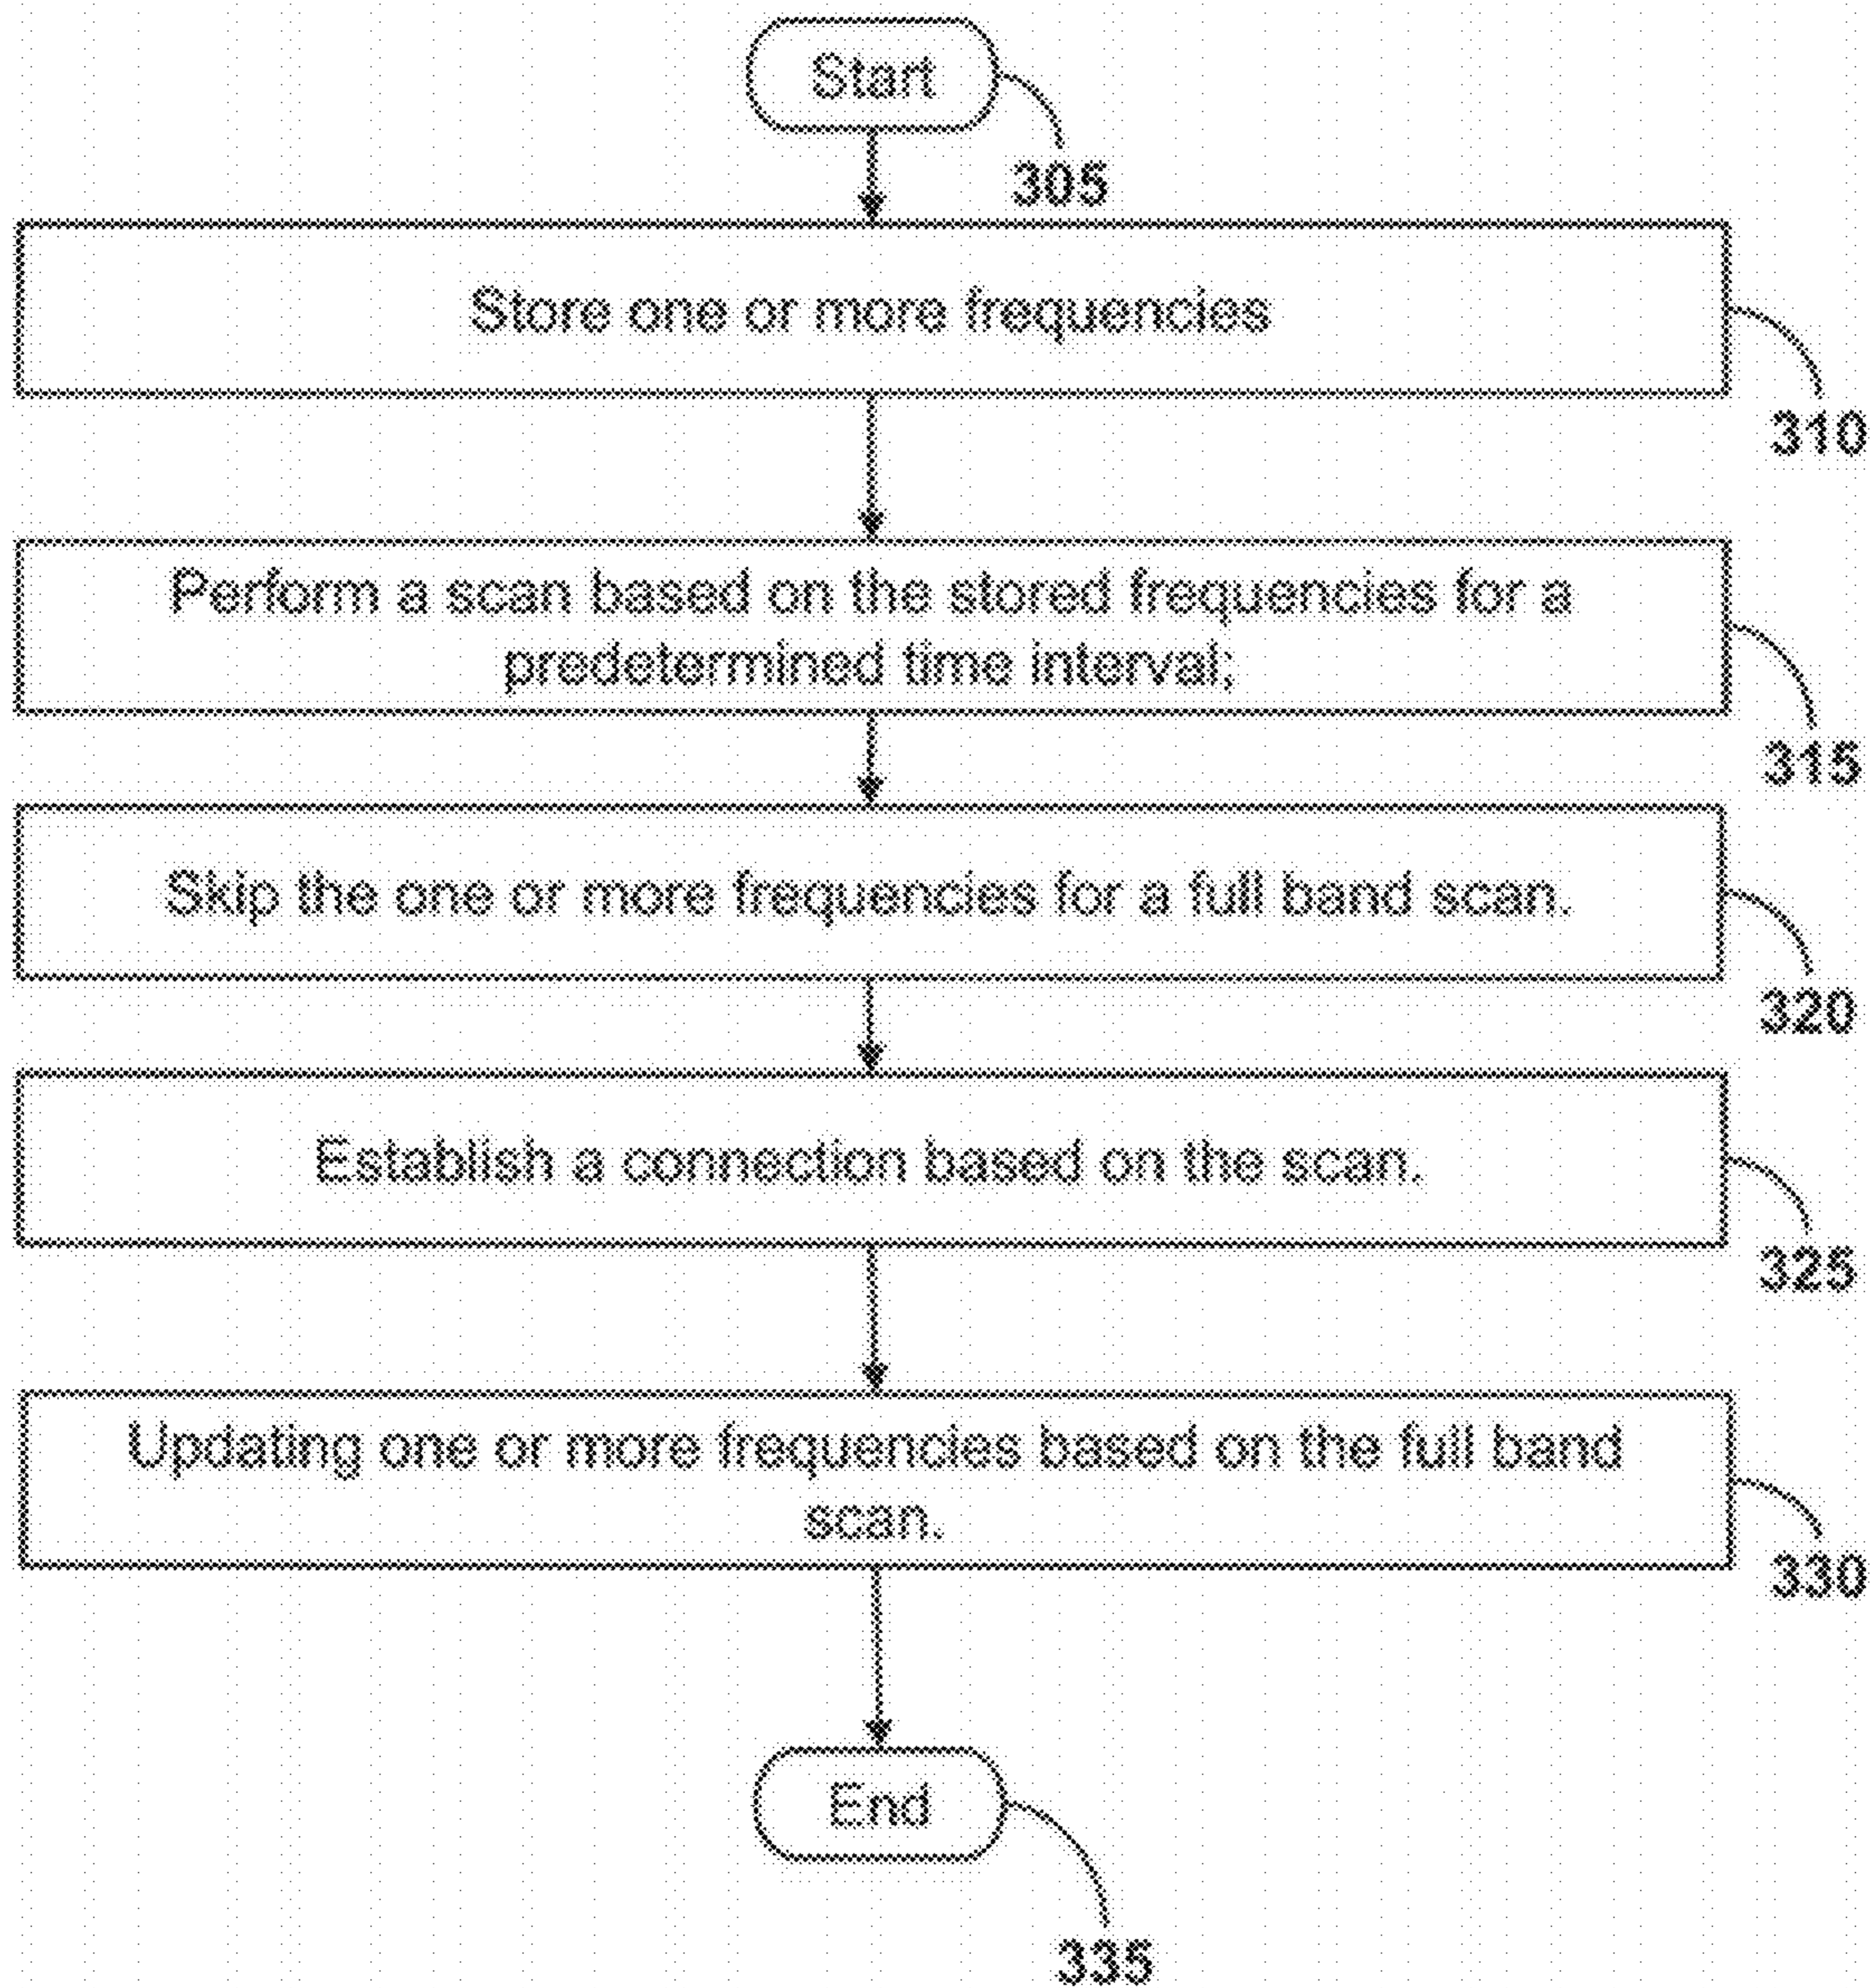 Start
305
Store one or more frequencies
310
Perform a scan based on the stored frequencies for a
predetermined time interval;
315
Skip the one or more frequencies for a full band scan.
320
Establish a connection based on the scan.
325
Updating one or more frequencies based on the full band
scan.
330
End
335